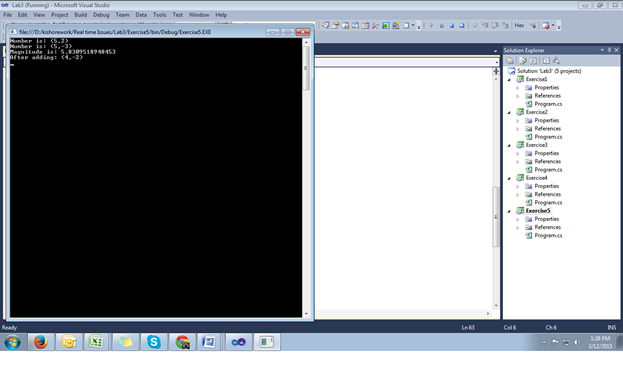 Lab3 (Running) - Microsoft Visual Studio
File Edit View Project Build Debug Team Data Tools Test Window Help
Hex
file:///D:/kishorework/Real time Issues/Lab3/Exercise5/bin/Debug/Exercise5.EXE
Number is: (5,2)
Number is: (5,-3)
Magnitude is: 5.8309518948453
After adding: (4,-2)
Solution Explorer
Solution 'Lab3' (5 projects)
Exercise1
Properties
References
Program.cs
Exercise2
Properties
References
Program.cs
Exercise3
Properties
References
Program.cs
Exercise4
Properties
References
Program.cs
Exercise5
Properties
References
Program.cs
Ready Ln 63 Col 6 Ch 6 INS
1:28 PM
1/12/2015